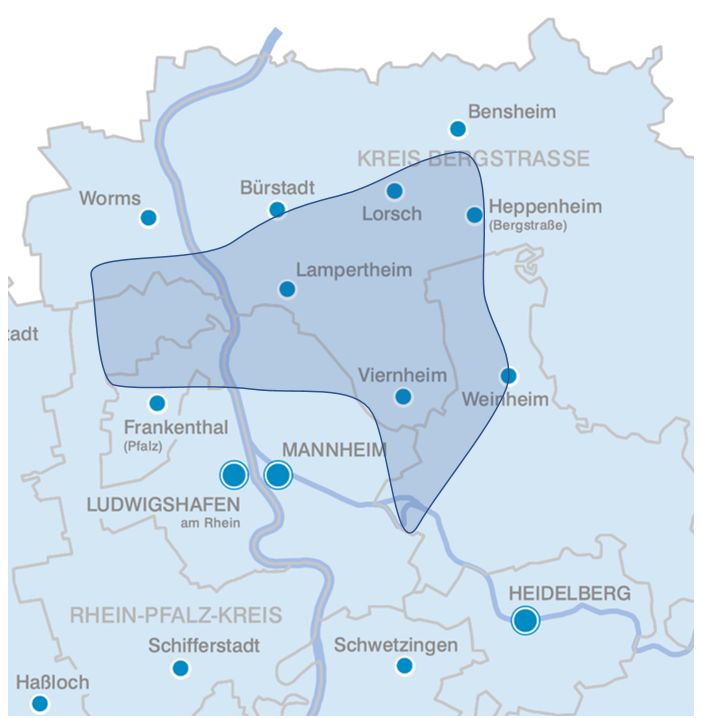 Bensheim
KREIS BERGSTRASSE
Bürstadt
Worms
Lorsch
Heppenheim
(Bergstraße)
Lampertheim
tadt
Viernheim
Weinheim
Frankenthal
(Pfalz)
MANNHEIM
LUDWIGSHAFEN
am Rhein
HEIDELBERG
RHEIN-PFALZ-KREIS
Schifferstadt
Schwetzingen
Haßloch